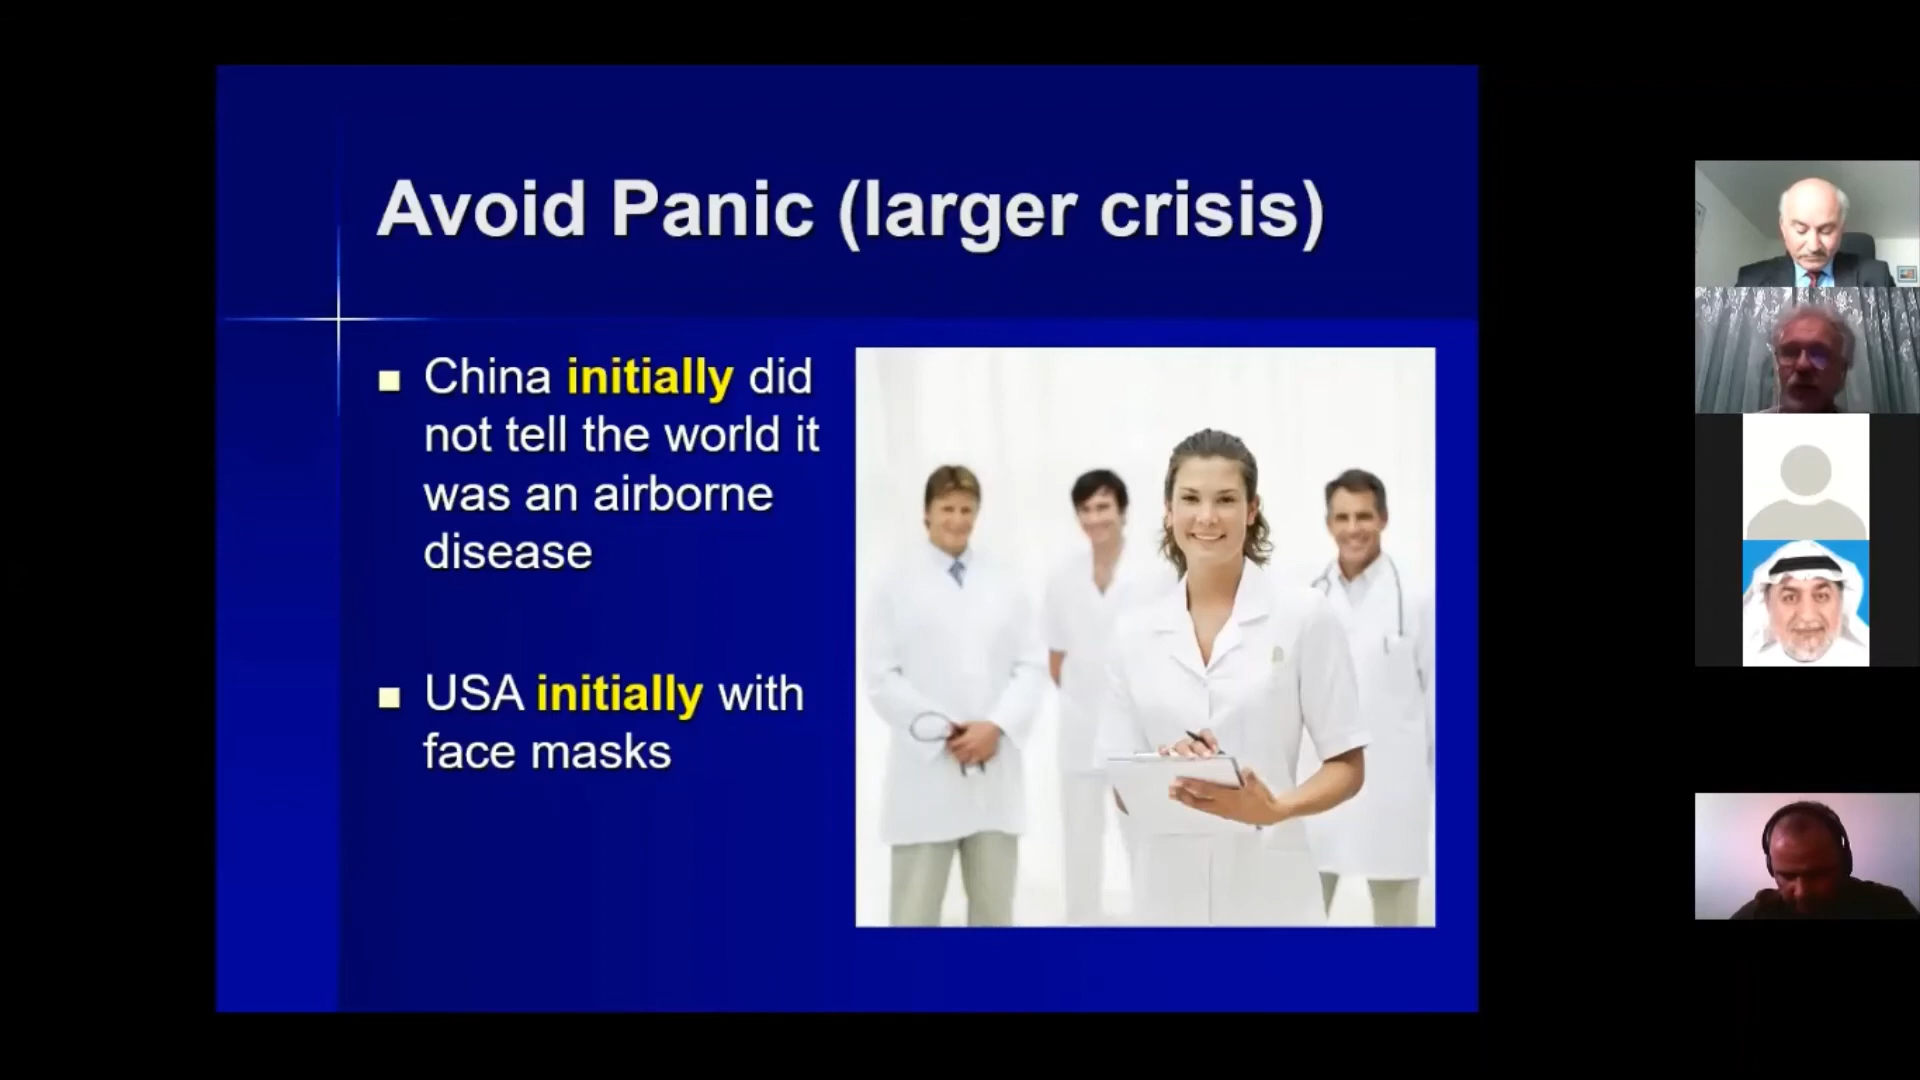 Avoid Panic (larger crisis)
China initially did
not tell the world it
was an airborne
disease
USA initially with
face masks